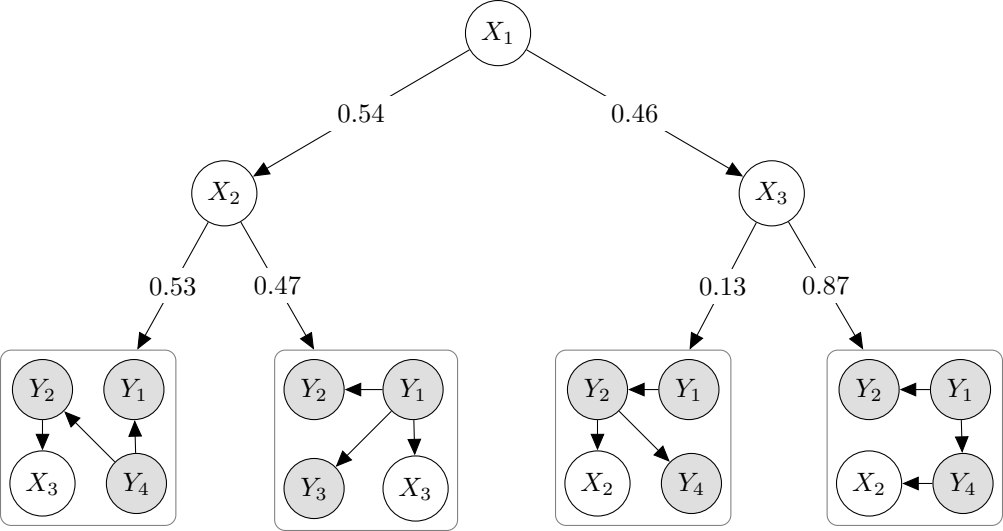 X₁
0.54 0.46
X₂ X₃
0.53 0.47 0.13 0.87
Y₂ Y₁ Y₂ Y₁ Y₂ Y₁ Y₂ Y₁
X₃ Y₄ Y₃ X₃ X₂ Y₄ X₂ Y₄